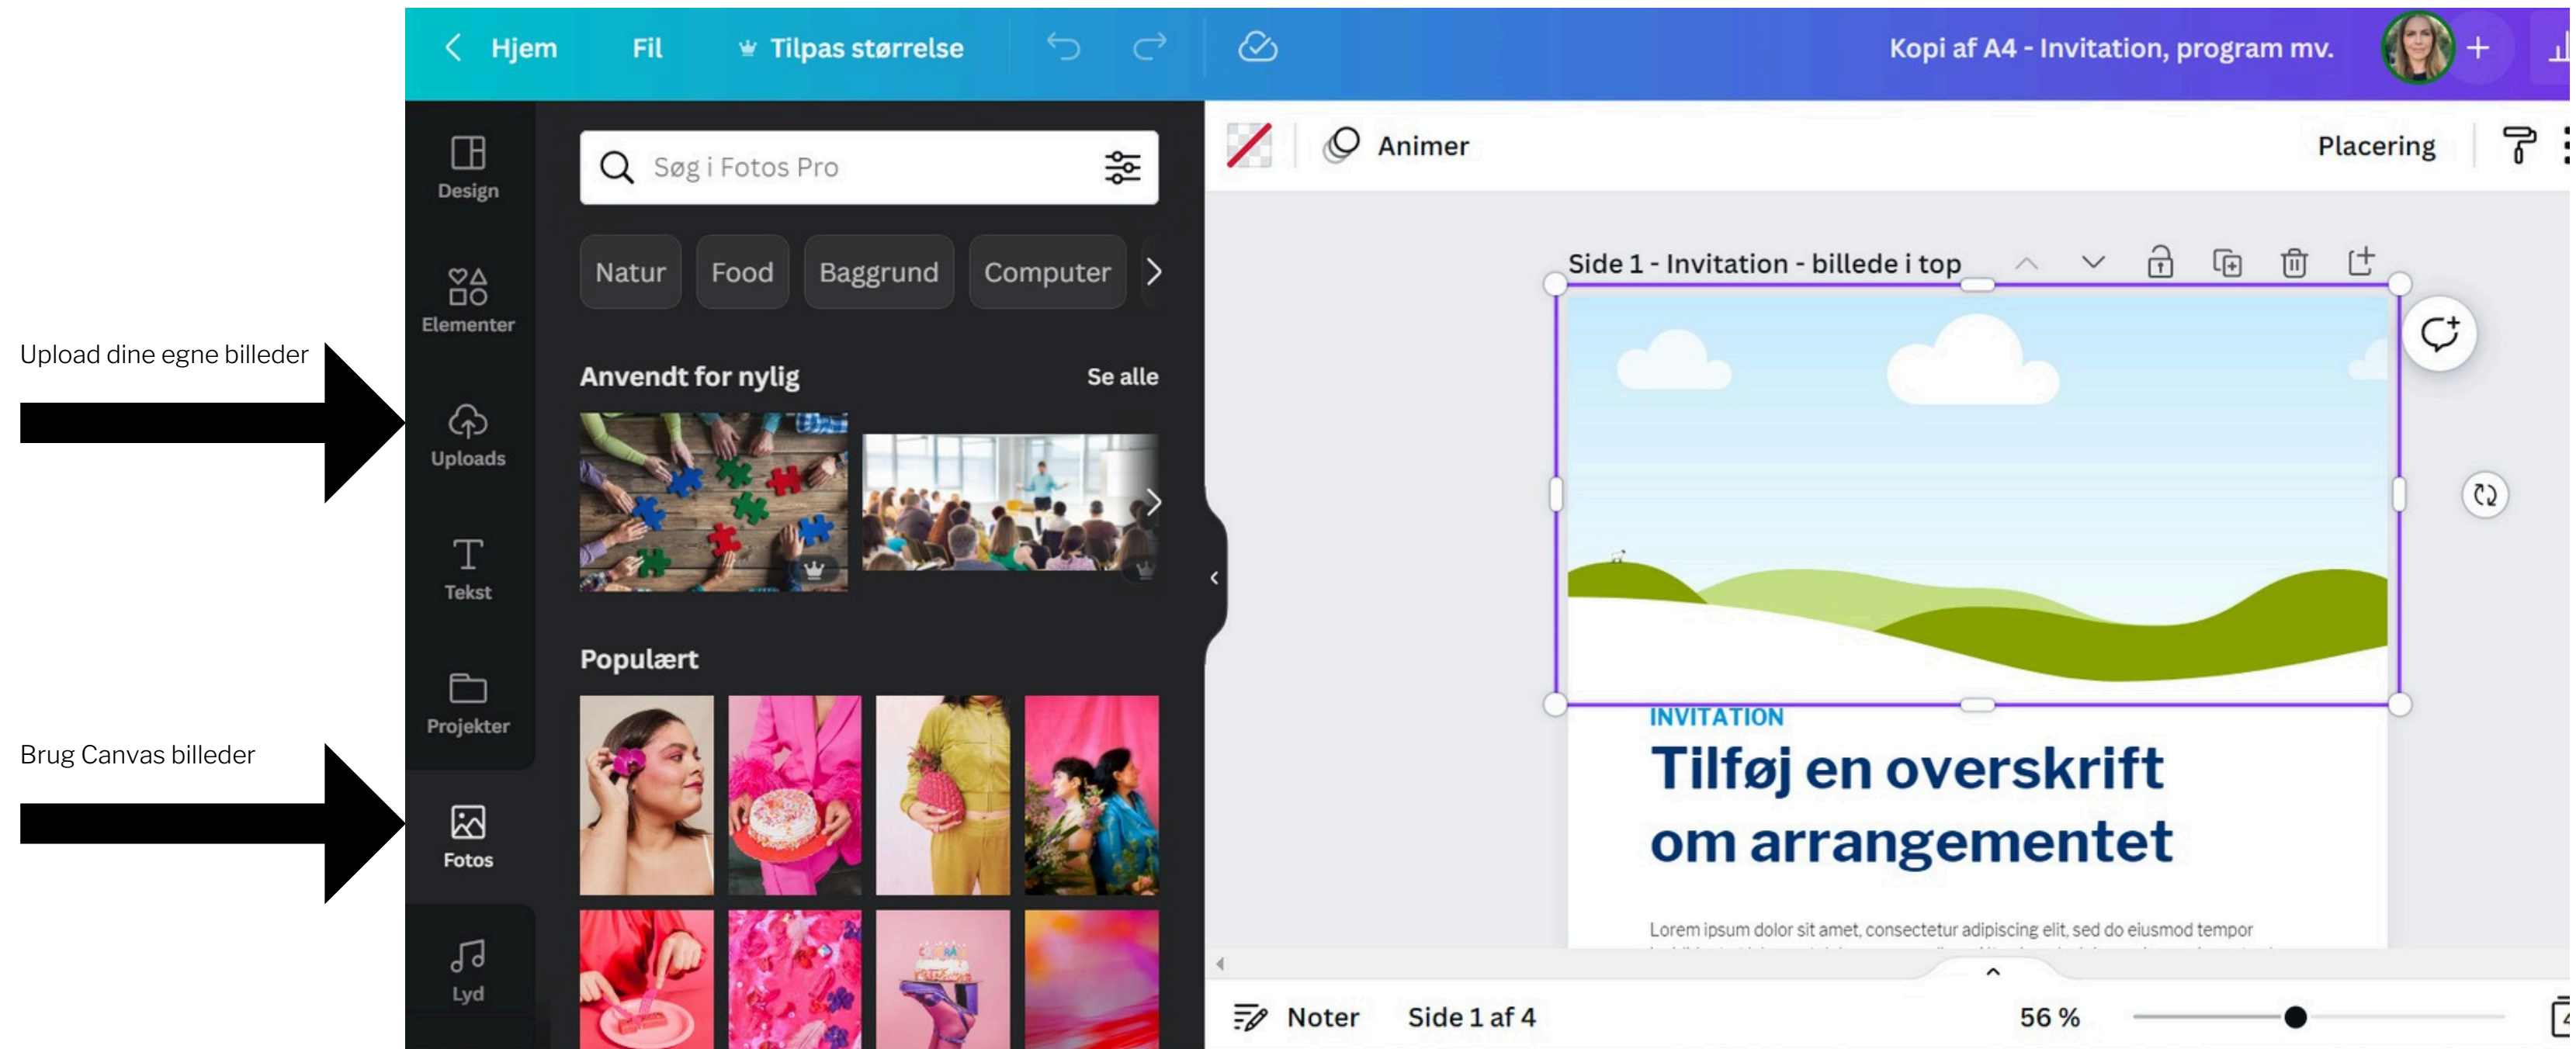 Hjem Fil Tilpas størrelse Kopi af A4 - Invitation, program mv.
Design
Elementer
Uploads
Tekst
Projekter
Fotos
Lyd
Upload dine egne billeder
Brug Canvas billeder
Søg i Fotos Pro
Natur Food Baggrund Computer
Anvendt for nylig Se alle
Populært
Animer Placering
Side 1 - Invitation - billede i top
INVITATION
Tilføj en overskrift
om arrangementet
Lorem ipsum dolor sit amet, consectetur adipiscing elit, sed do eiusmod tempor
Noter Side 1 af 4 56 %